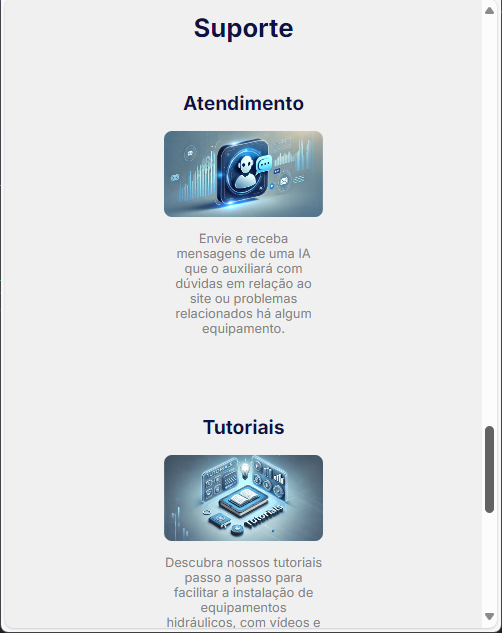 Suporte
Atendimento
Envie e receba
mensagens de uma IA
que o auxiliará com
dúvidas em relação ao
site ou problemas
relacionados há algum
equipamento.
Tutoriais
Tutoriais
Descubra nossos tutoriais
passo a passo para
facilitar a instalação de
equipamentos
hidráulicos, com vídeos e